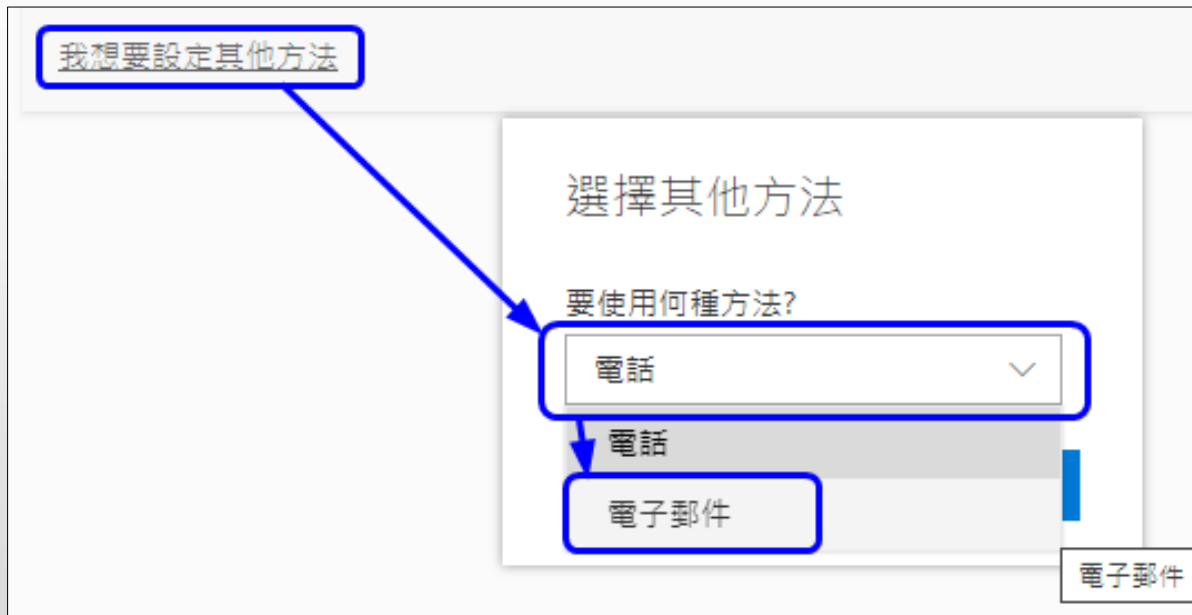 我想要設定其他方法
選擇其他方法
要使用何種方法?
電話
電話
電子郵件
電子郵件